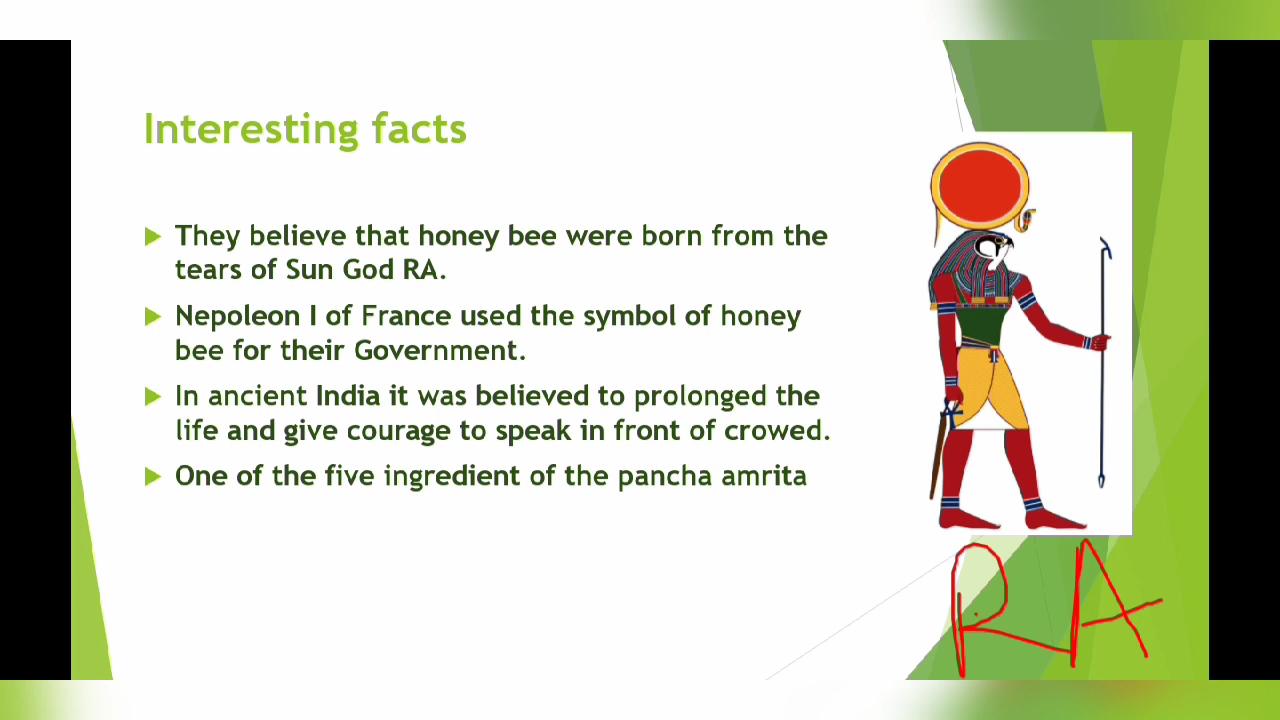 Interesting facts
They believe that honey bee were born from the
tears of Sun God RA.
Nepoleon I of France used the symbol of honey
bee for their Government.
In ancient India it was believed to prolonged the
life and give courage to speak in front of crowed.
One of the five ingredient of the pancha amrita
RA